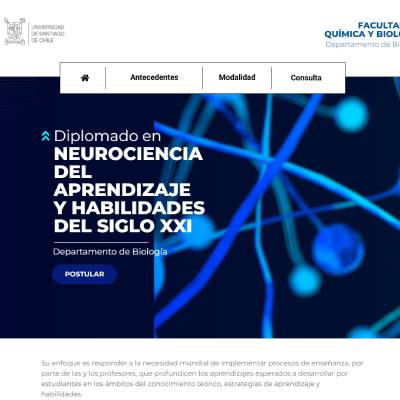 UNIVERSIDAD
DE SANTIAGO
DE CHILE
FACULTA
QUÍMICA Y BIOLO
Departamento de Bi
Antecedentes
Modalidad
Consulta
Diplomado en
NEUROCIENCIA
DEL
APRENDIZAJE
Y HABILIDADES
DEL SIGLO XXI
Departamento de Biología
POSTULAR
Su enfoque es responder a la necesidad mundial de implementar procesos de enseñanza, por
parte de las y los profesores, que profundicen los aprendizajes esperados a desarrollar por
estudiantes en los ámbitos del conocimiento teórico, estrategias de aprendizaje y
habilidades.